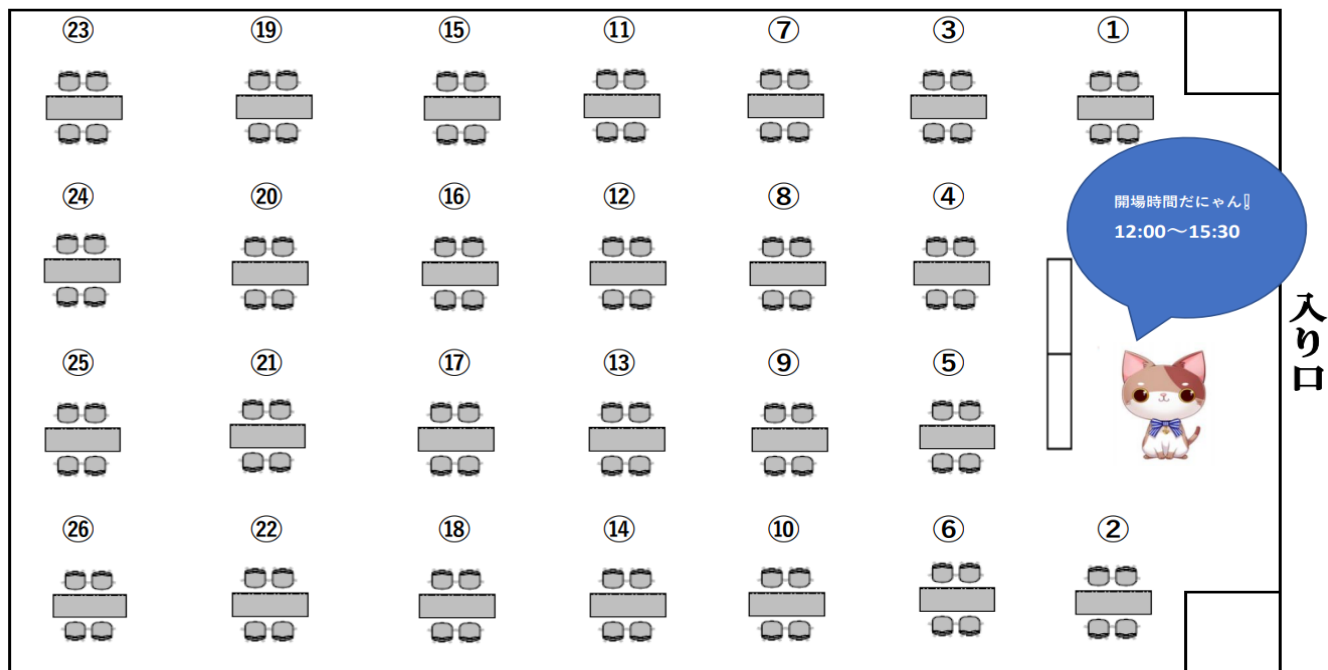 ㉓ ⑲ ⑮ ⑪ ⑦ ③ ①
㉔ ⑳ ⑯ ⑫ ⑧ ④
開場時間だにゃん
12:00～15:30
入り口
㉕ ㉑ ⑰ ⑬ ⑨ ⑤
㉖ ㉒ ⑱ ⑭ ⑩ ⑥ ②